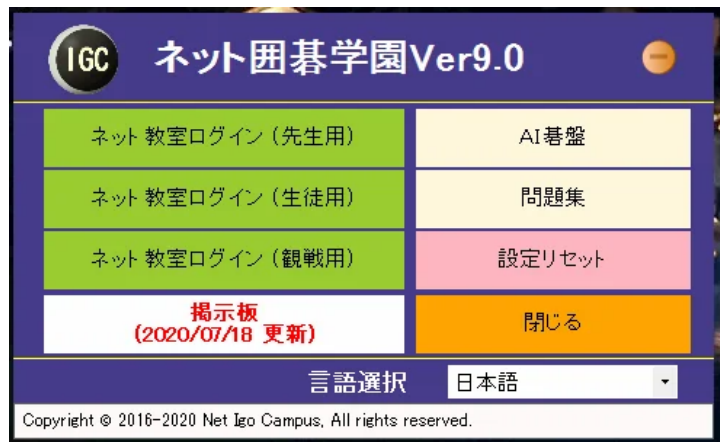 IGC ネット囲碁学園Ver9.0
ネット教室ログイン（先生用） AI碁盤
ネット教室ログイン（生徒用） 問題集
ネット教室ログイン（観戦用） 設定リセット
掲示板
(2020/07/18 更新) 閉じる
言語選択 日本語
Copyright © 2016-2020 Net Igo Campus, All rights reserved.